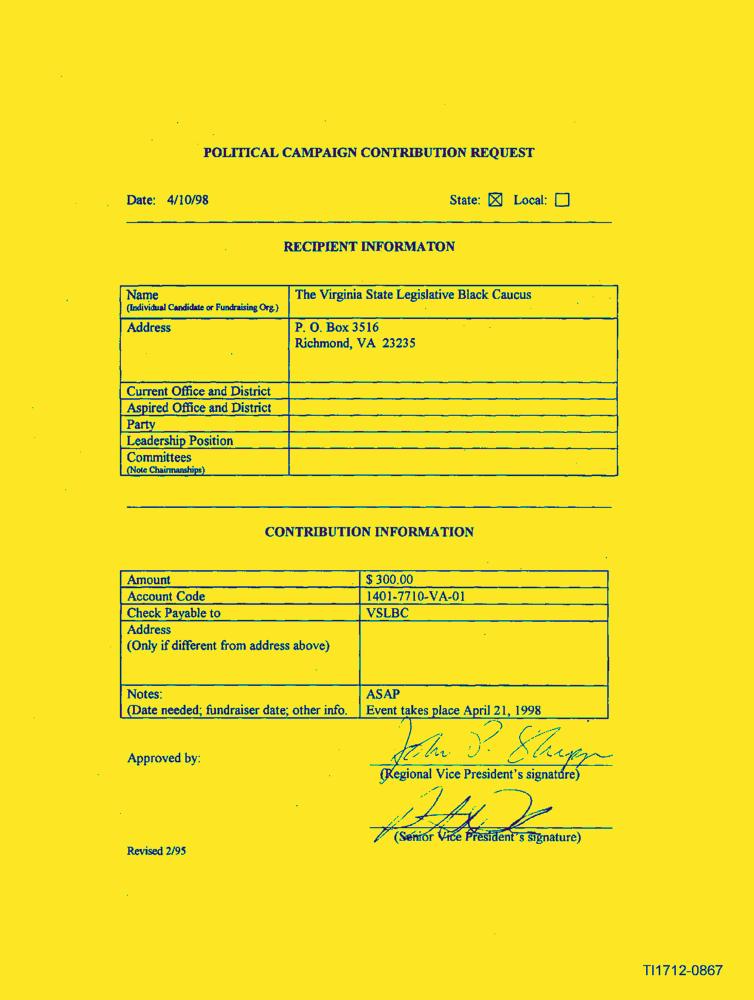 POLITICAL CAMPAIGN CONTRIBUTION REQUEST
Date: 4/10/98 State: ☒ Local: ☐
RECIPIENT INFORMATON
Name The Virginia State Legislative Black Caucus
(Individual Candidate or Fundraising Org.)
Address P. O. Box 3516
Richmond, VA 23235
Current Office and District
Aspired Office and District
Party
Leadership Position
Committees
(Note Chairmanships)
CONTRIBUTION INFORMATION
Amount $ 300.00
Account Code 1401-7710-VA-01
Check Payable to VSLBC
Address
(Only if different from address above)
Notes: ASAP
(Date needed; fundraiser date; other info. Event takes place April 21, 1998
Approved by:
(Regional Vice President's signature)
(Senior Vice President's signature)
Revised 2/95
TI1712-0867